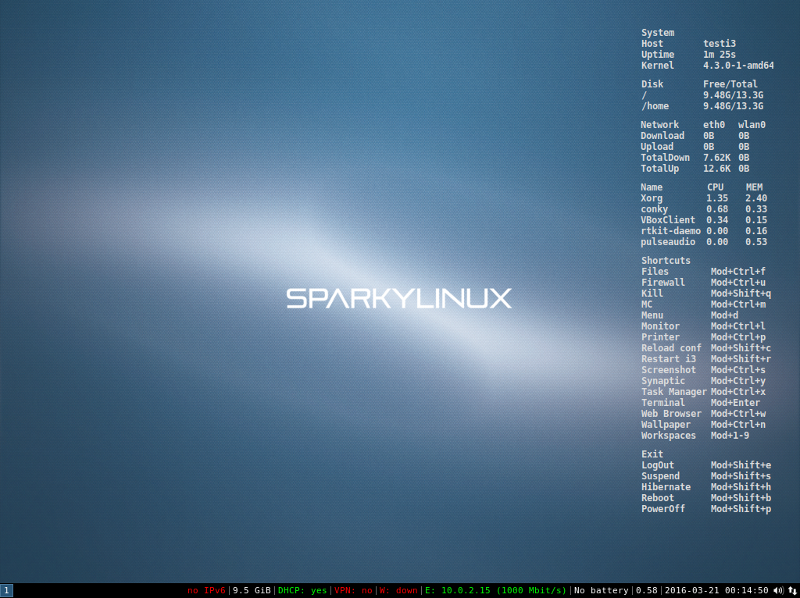 System
Host testi3
Uptime 1m 25s
Kernel 4.3.0-1-amd64
Disk Free/Total
/ 9.48G/13.3G
/home 9.48G/13.3G
Network eth0 wlan0
Download 0B 0B
Upload 0B 0B
TotalDown 7.62K 0B
TotalUp 12.6K 0B
Name CPU MEM
Xorg 1.35 2.40
conky 0.68 0.33
VBoxClient 0.34 0.15
rtkit-daemo 0.00 0.16
pulseaudio 0.00 0.53
Shortcuts
Files Mod+Ctrl+f
Firewall Mod+Ctrl+u
Kill Mod+Shift+q
MC Mod+Ctrl+m
Menu Mod+d
Monitor Mod+Ctrl+l
Printer Mod+Ctrl+p
Reload conf Mod+Shift+c
Restart i3 Mod+Shift+r
Screenshot Mod+Ctrl+s
Synaptic Mod+Ctrl+y
Task Manager Mod+Ctrl+x
Terminal Mod+Enter
Web Browser Mod+Ctrl+w
Wallpaper Mod+Ctrl+n
Workspaces Mod+1-9
Exit
LogOut Mod+Shift+e
Suspend Mod+Shift+s
Hibernate Mod+Shift+h
Reboot Mod+Shift+b
PowerOff Mod+Shift+p
SPARKYLINUX
1 no IPv6|9.5 GiB|DHCP: yes|VPN: no|W: down|E: 10.0.2.15 (1000 Mbit/s)|No battery|0.58|2016-03-21 00:14:50